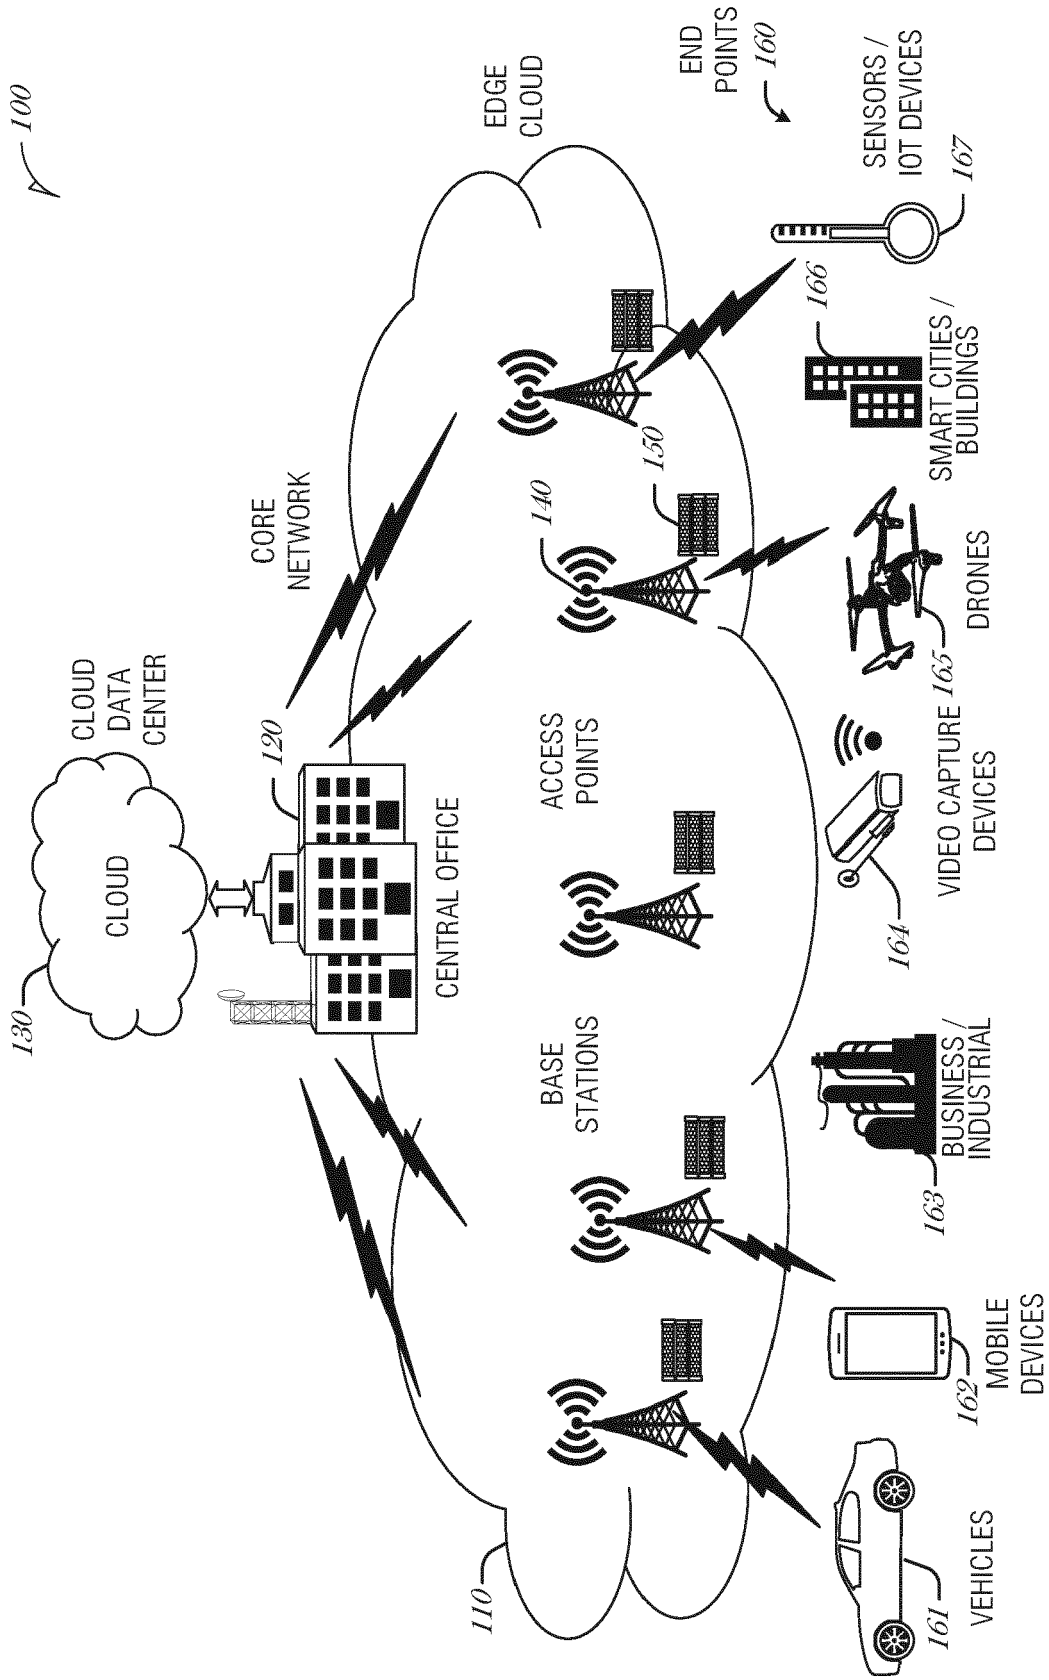 100
CLOUD DATA
CENTER
130
CLOUD
120
CORE
NETWORK
CENTRAL OFFICE
EDGE
CLOUD
110
BASE
STATIONS
ACCESS
POINTS
140
150
END
POINTS
160
161
VEHICLES
162
MOBILE
DEVICES
163
BUSINESS /
INDUSTRIAL
164
VIDEO CAPTURE
DEVICES
165
DRONES
166
SMART CITIES /
BUILDINGS
167
SENSORS /
IOT DEVICES